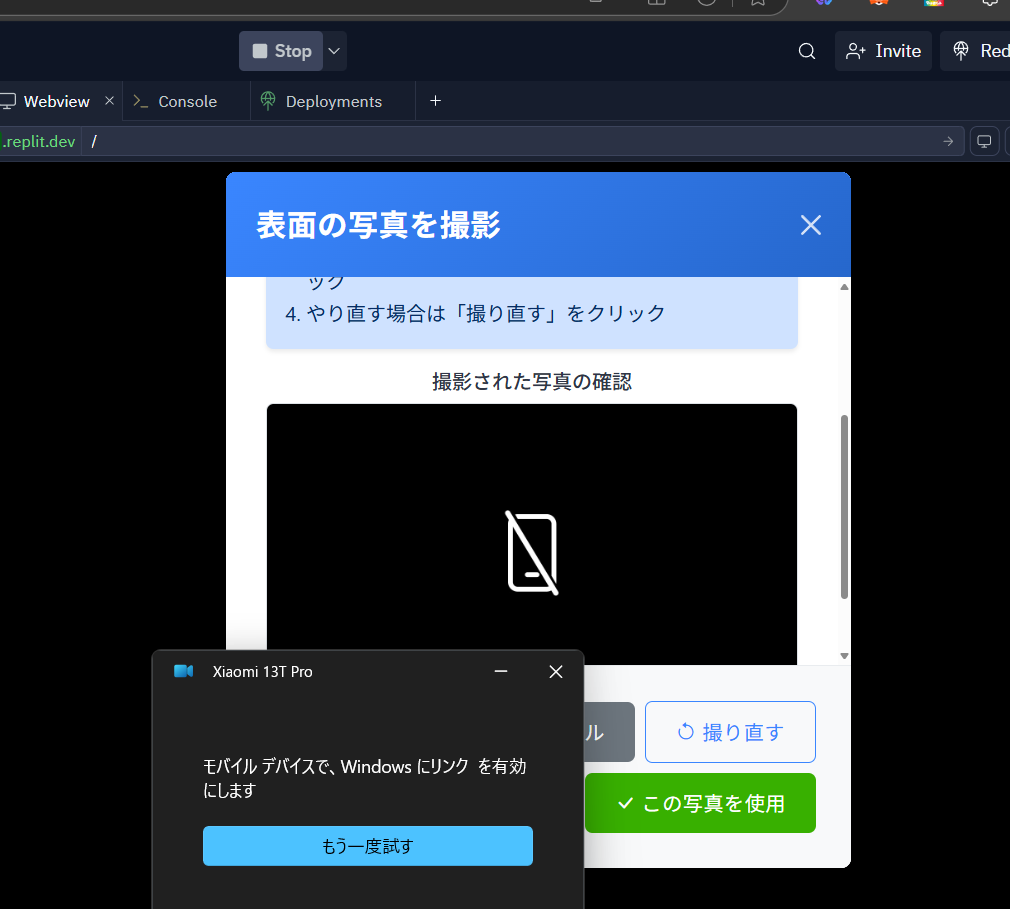 Stop
Invite
Red
Webview
Console
Deployments
.replit.dev /
表面の写真を撮影
ック
4. やり直す場合は「撮り直す」をクリック
撮影された写真の確認
Xiaomi 13T Pro
モバイル デバイスで、Windows にリンク を有効
にします
もう一度試す
ル
撮り直す
この写真を使用